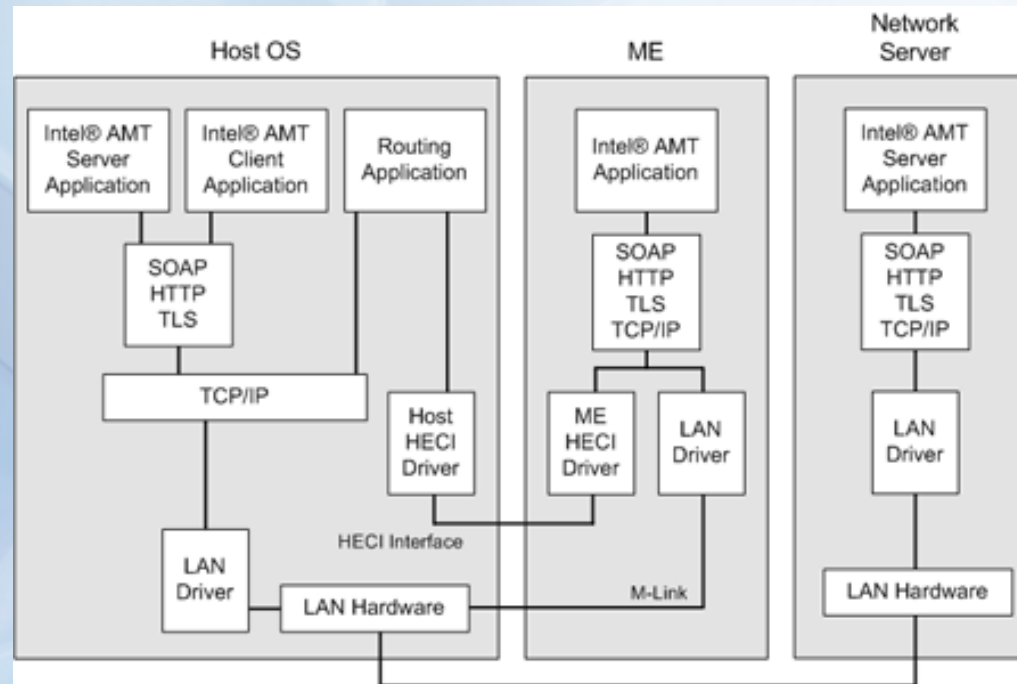 Host OS
ME
Network
Server
Intel® AMT
Server
Application
Intel® AMT
Client
Application
Routing
Application
SOAP
HTTP
TLS
TCP/IP
Host
HECI
Driver
HECI Interface
LAN
Driver
LAN Hardware
Intel® AMT
Application
SOAP
HTTP
TLS
TCP/IP
ME
HECI
Driver
LAN
Driver
M-Link
Intel® AMT
Server
Application
SOAP
HTTP
TLS
TCP/IP
LAN
Driver
LAN Hardware